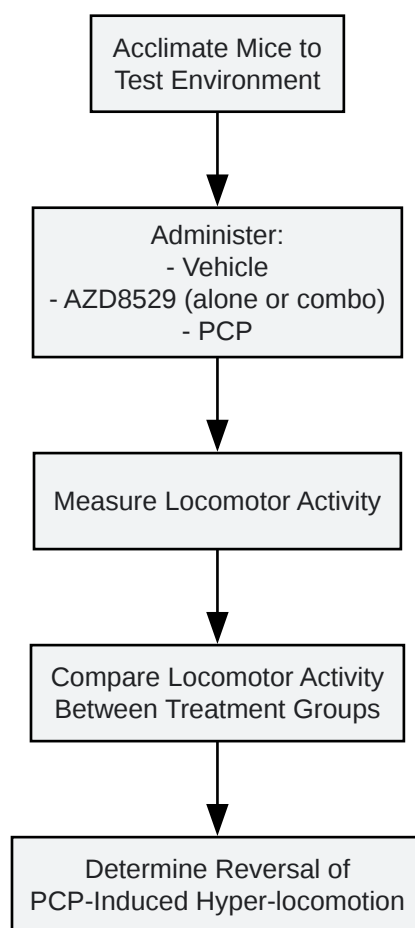 Acclimate Mice to
Test Environment
Administer:
- Vehicle
- AZD8529 (alone or combo)
- PCP
Measure Locomotor Activity
Compare Locomotor Activity
Between Treatment Groups
Determine Reversal of
PCP-Induced Hyper-locomotion